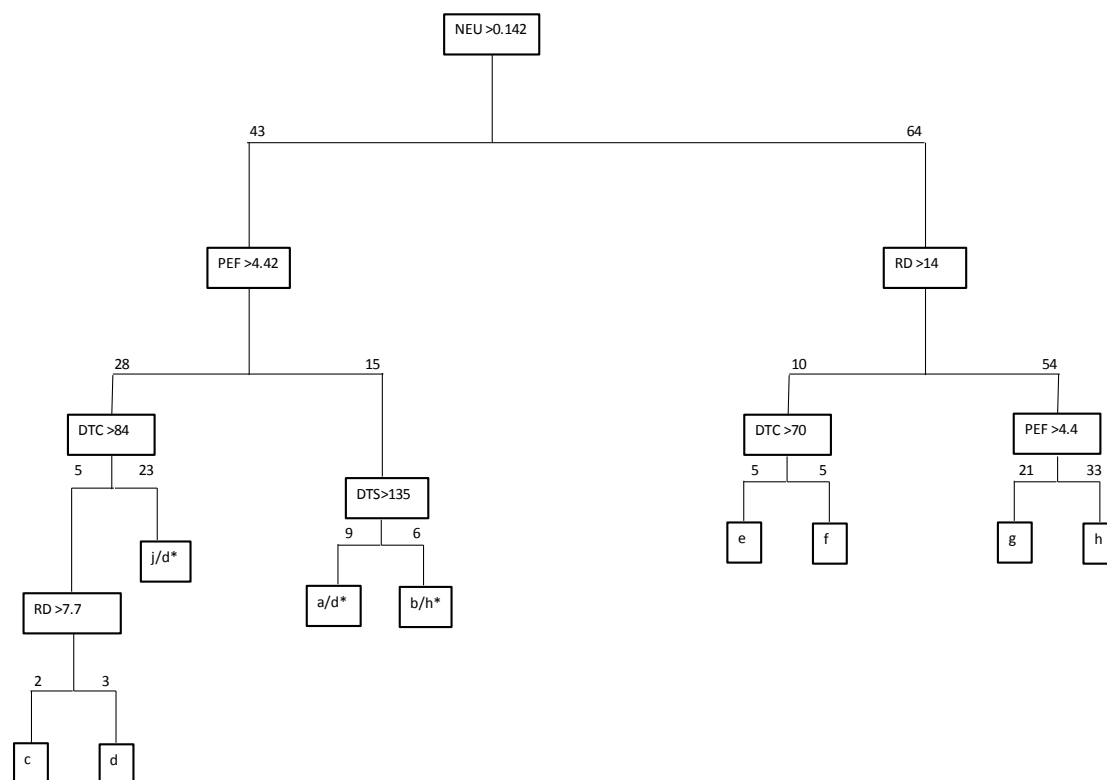 NEU >0.142
43 64
PEF >4.42 RD >14
28 15 10 54
DTC >84 DTC >70 PEF >4.4
5 23 5 5 21 33
DTS>135
9 6
e f g h
j/d*
a/d* b/h*
RD >7.7
2 3
c d